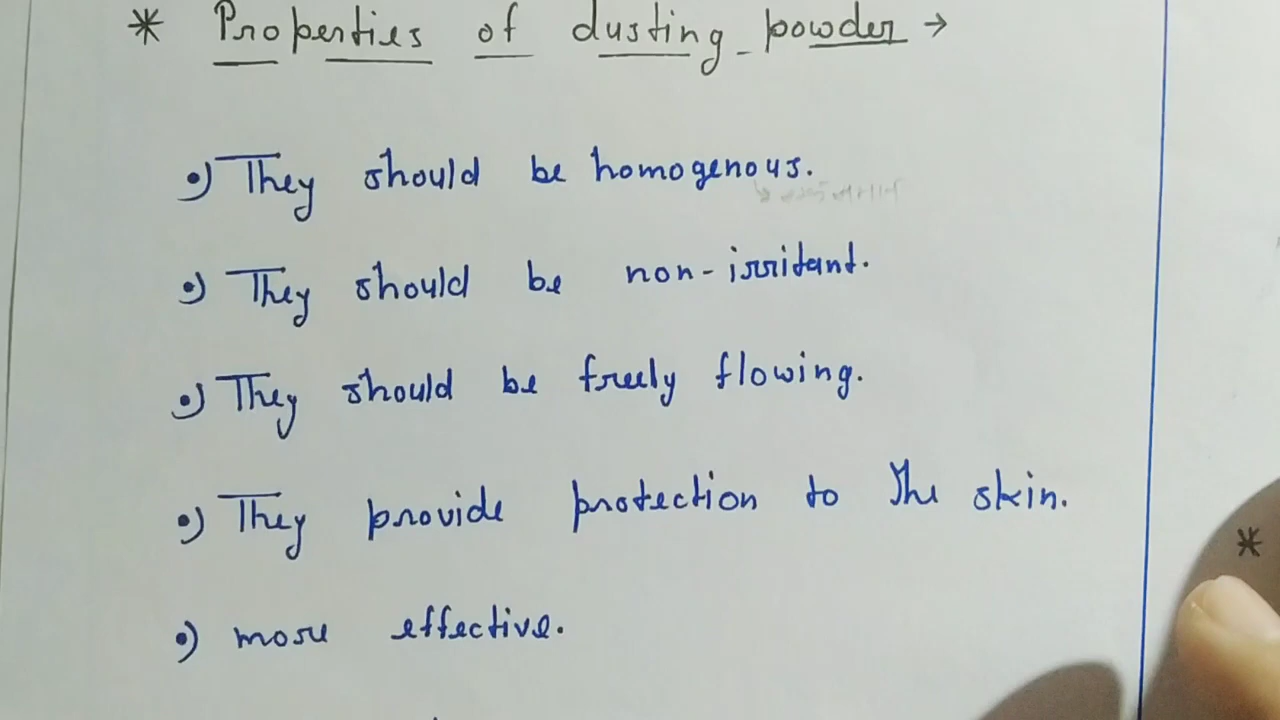 * Properties of dusting powder →
•) They should be homogenous.
•) They should be non-irritant.
•) They should be freely flowing.
•) They provide protection to the skin.
•) more effective.
*